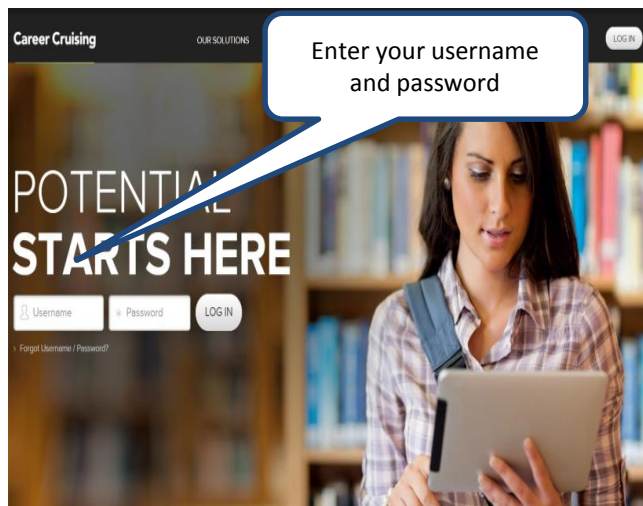 Career Cruising
OUR SOLUTIONS
LOG IN
Enter your username
and password
POTENTIAL
STARTS HERE
Username
Password
LOG IN
› Forgot Username / Password?